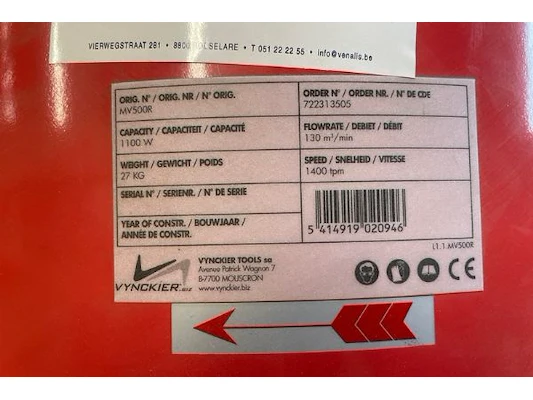 VIERWEGSTRAAT 281 • 8800 ROESELARE • T 051 22 22 55 • info@venalis.be
ORIG. N° / ORIG. NR / N° ORIG.
MV500R
CAPACITY / CAPACITEIT / CAPACITÉ
1100 W
WEIGHT / GEWICHT / POIDS
27 KG
SERIAL N° / SERIENR. / N° DE SERIE
YEAR OF CONSTR. / BOUWJAAR /
ANNÉE DE CONSTR.
ORDER N° / ORDER NR. / N° DE CDE
722313505
FLOWRATE / DEBIET / DÉBIT
130 m³/min
SPEED / SNELHEID / VITESSE
1400 tpm
5 414919 020946
L1.1.MV500R
VYNCKIER.BIZ
VYNCKIER TOOLS sa
Avenue Patrick Wagnon 7
B-7700 MOUSCRON
www.vynckier.biz
CE